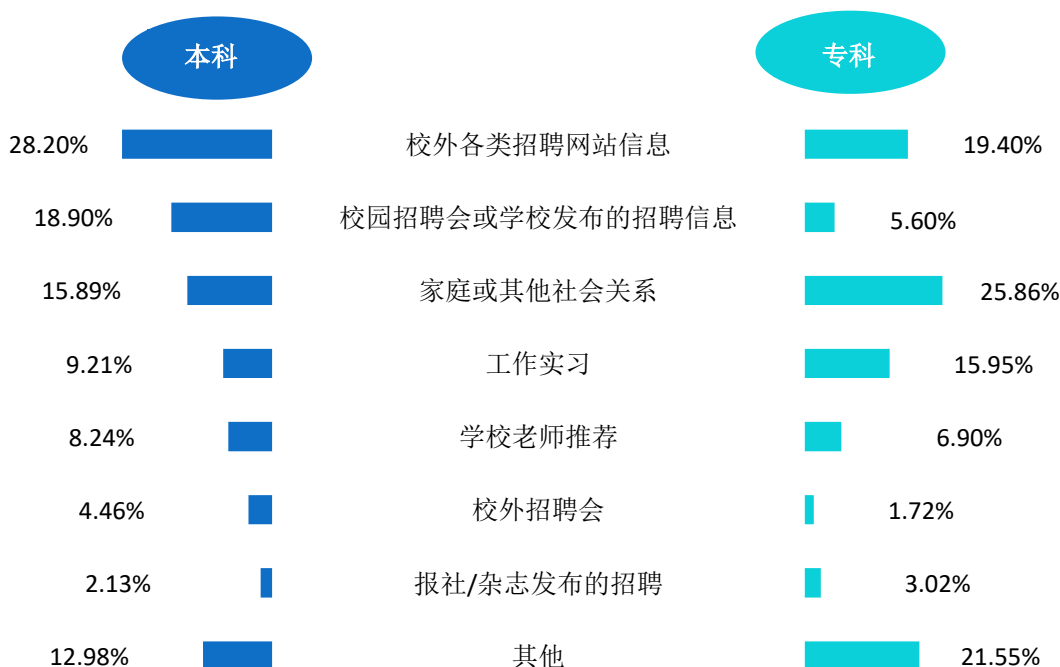 本科 专科
28.20% 校外各类招聘网站信息 19.40%
18.90% 校园招聘会或学校发布的招聘信息 5.60%
15.89% 家庭或其他社会关系 25.86%
9.21% 工作实习 15.95%
8.24% 学校老师推荐 6.90%
4.46% 校外招聘会 1.72%
2.13% 报社/杂志发布的招聘 3.02%
12.98% 其他 21.55%